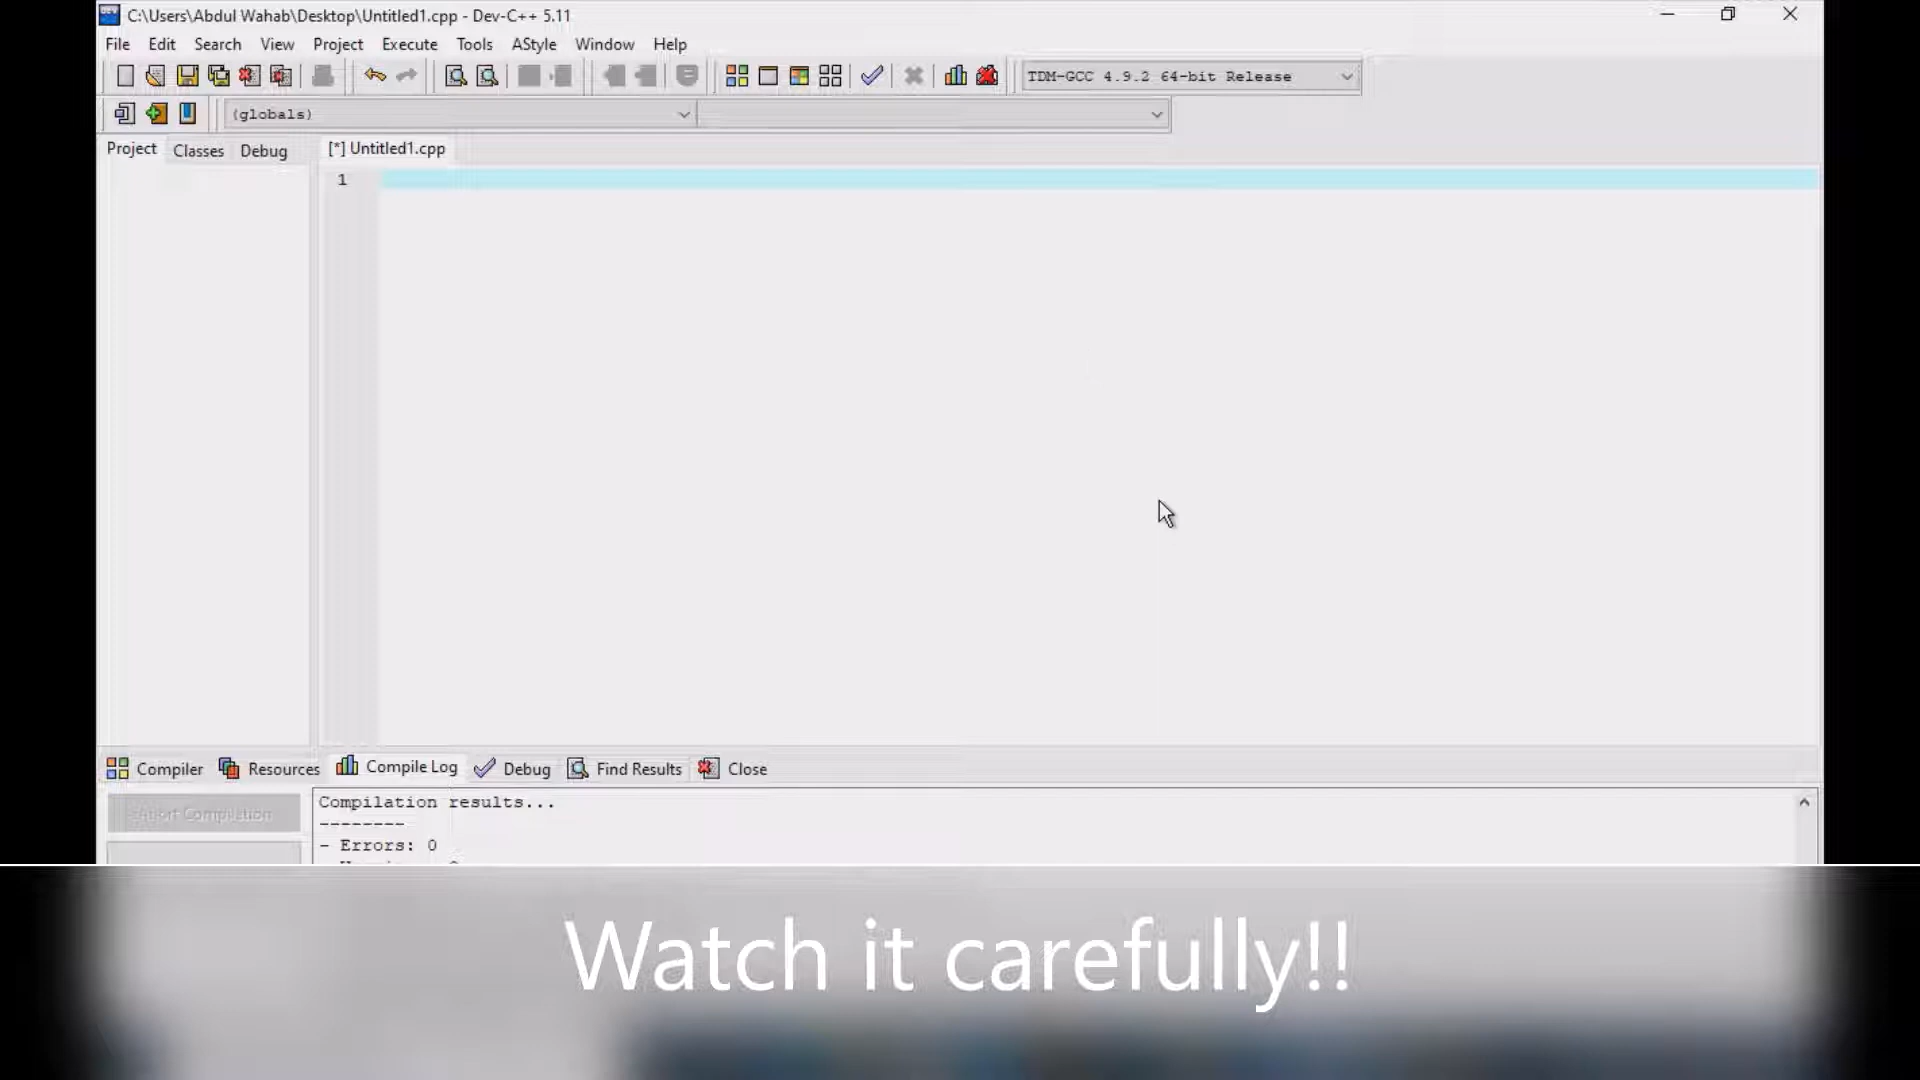 C:\Users\Abdul Wahab\Desktop\Untitled1.cpp - Dev-C++ 5.11
File Edit Search View Project Execute Tools AStyle Window Help
TDM-GCC 4.9.2 64-bit Release
(globals)
Project Classes Debug [*] Untitled1.cpp
1
Compiler Resources Compile Log Debug Find Results Close
Abort Compilation
Compilation results...
--------
- Errors: 0
Watch it carefully!!